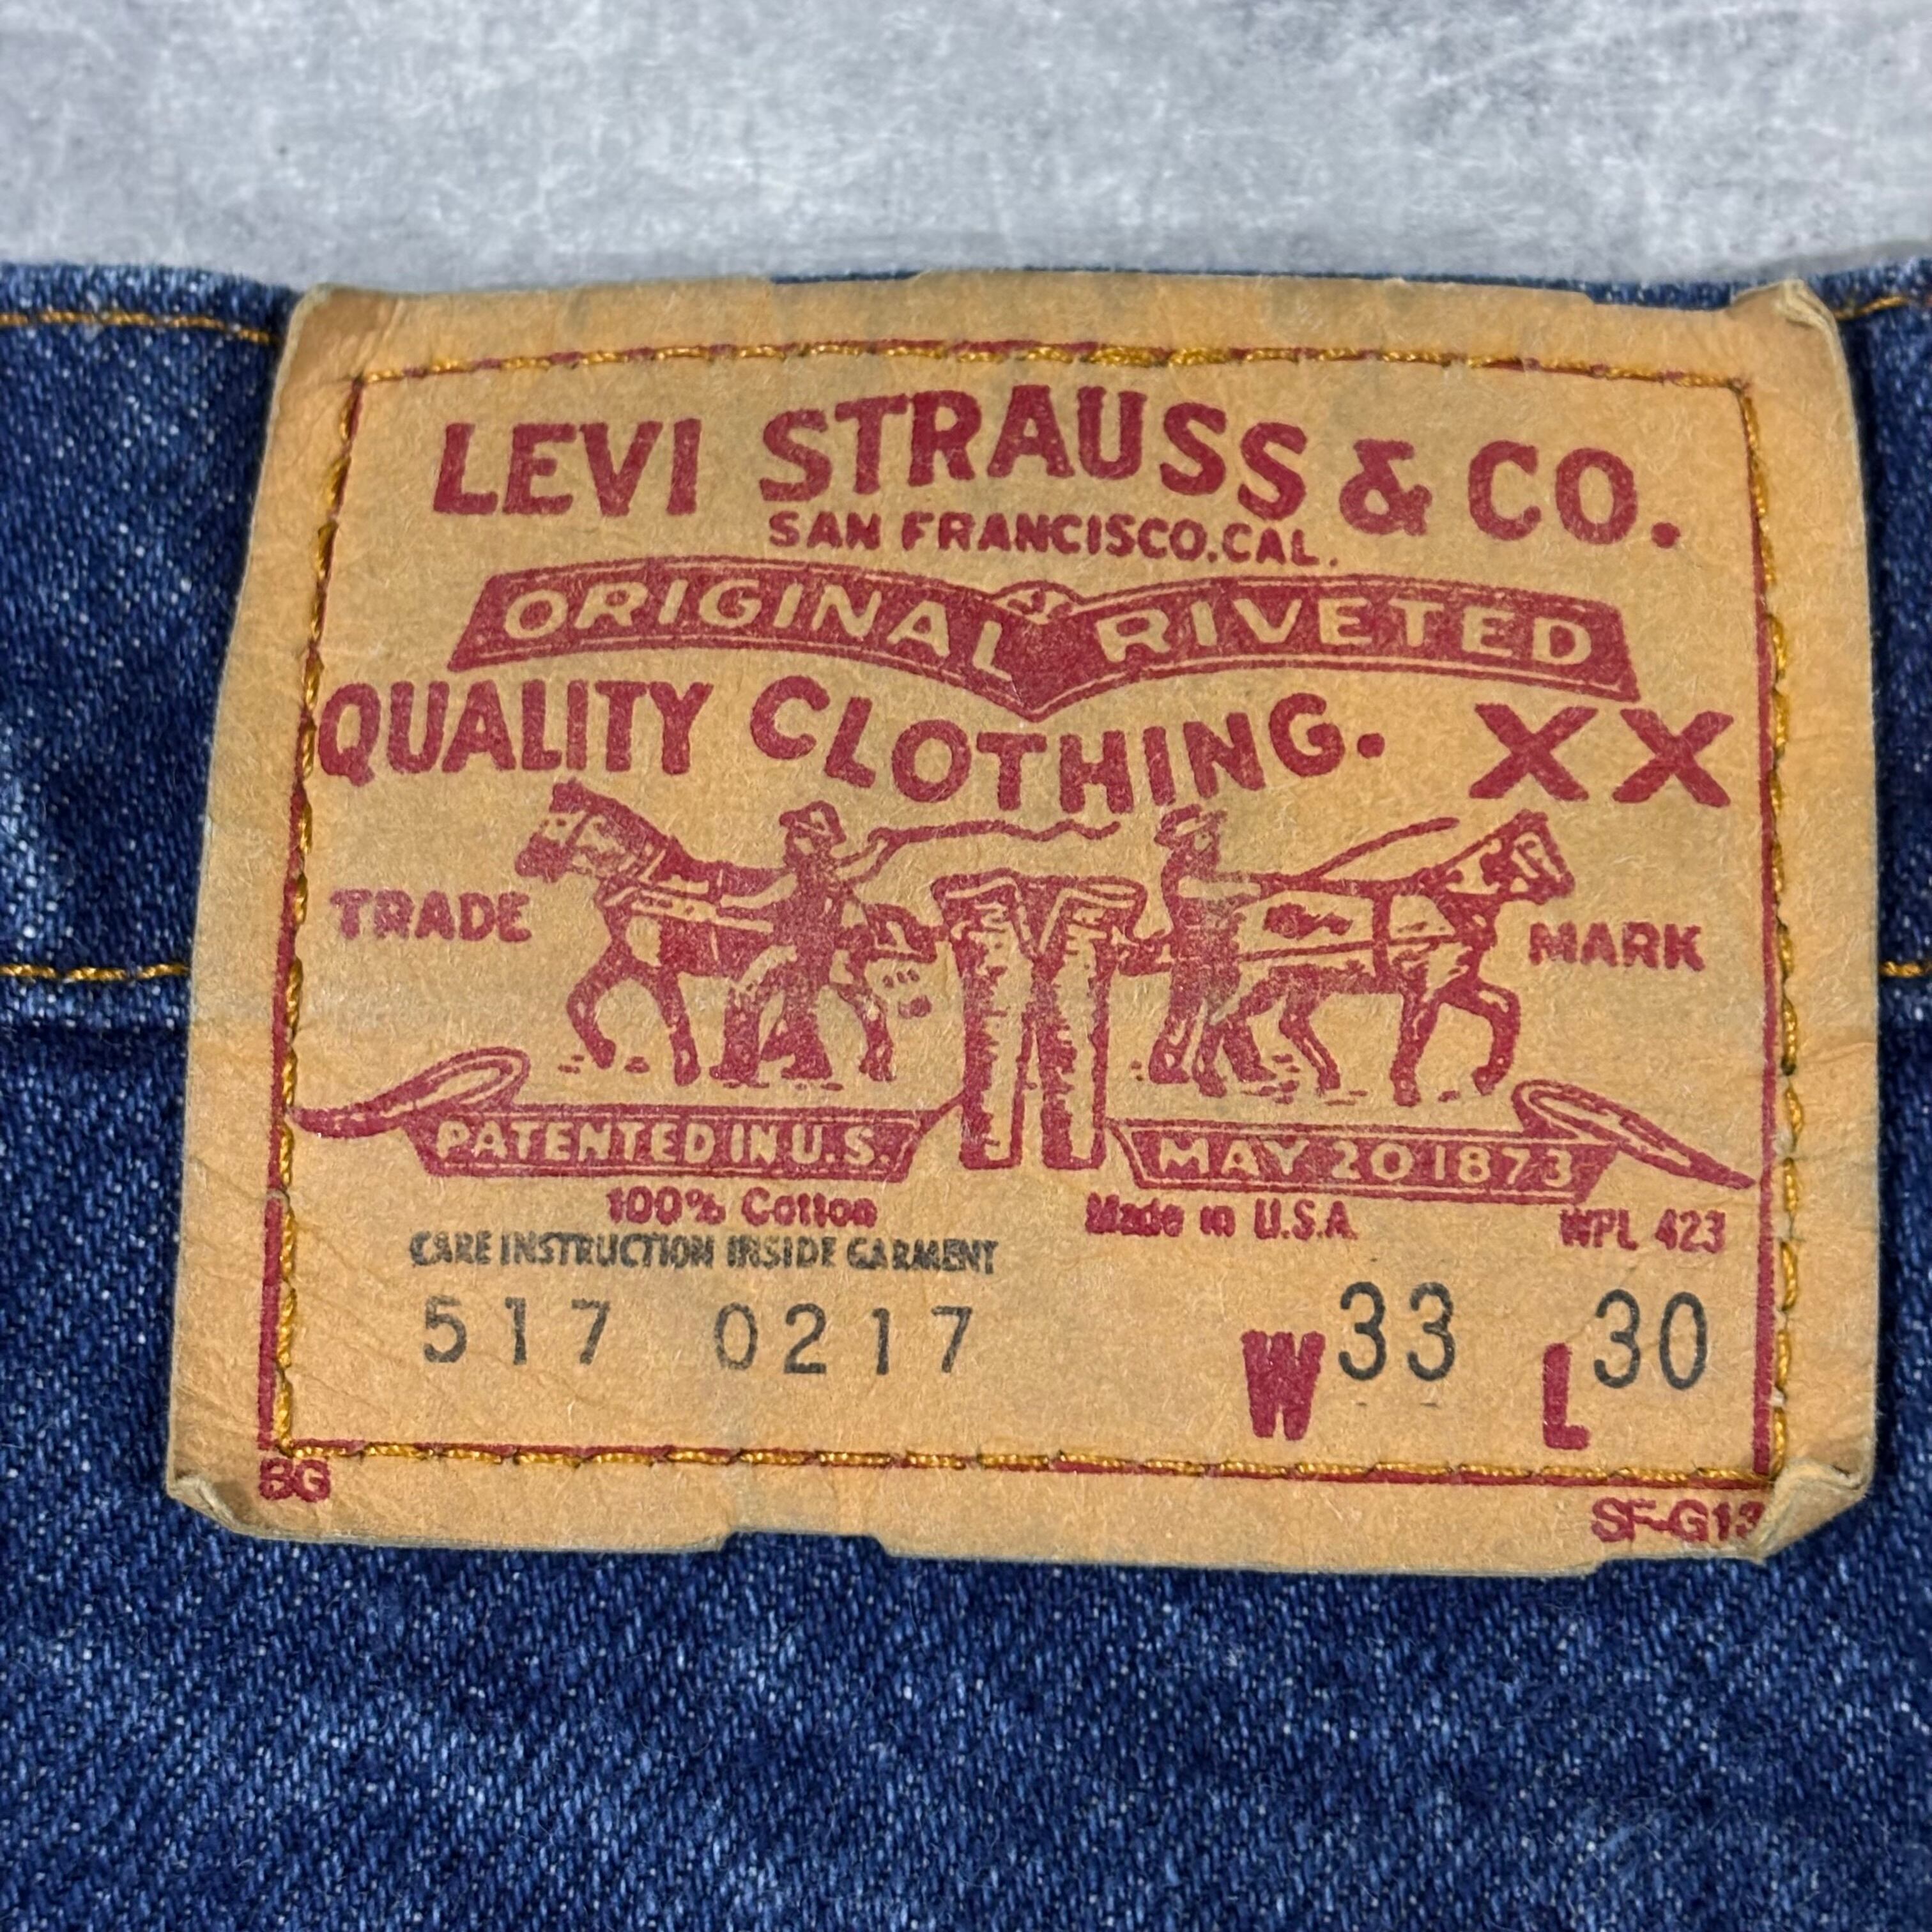 LEVI STRAUSS & CO.
SAN FRANCISCO.CAL.
ORIGINAL RIVETED
QUALITY CLOTHING. XX
TRADE MARK
PATENTED IN U.S. MAY 20 1873
100% Cotton Made in U.S.A. WPL 423
CARE INSTRUCTION INSIDE GARMENT
517 0217 W33 L30
BG SF-G13